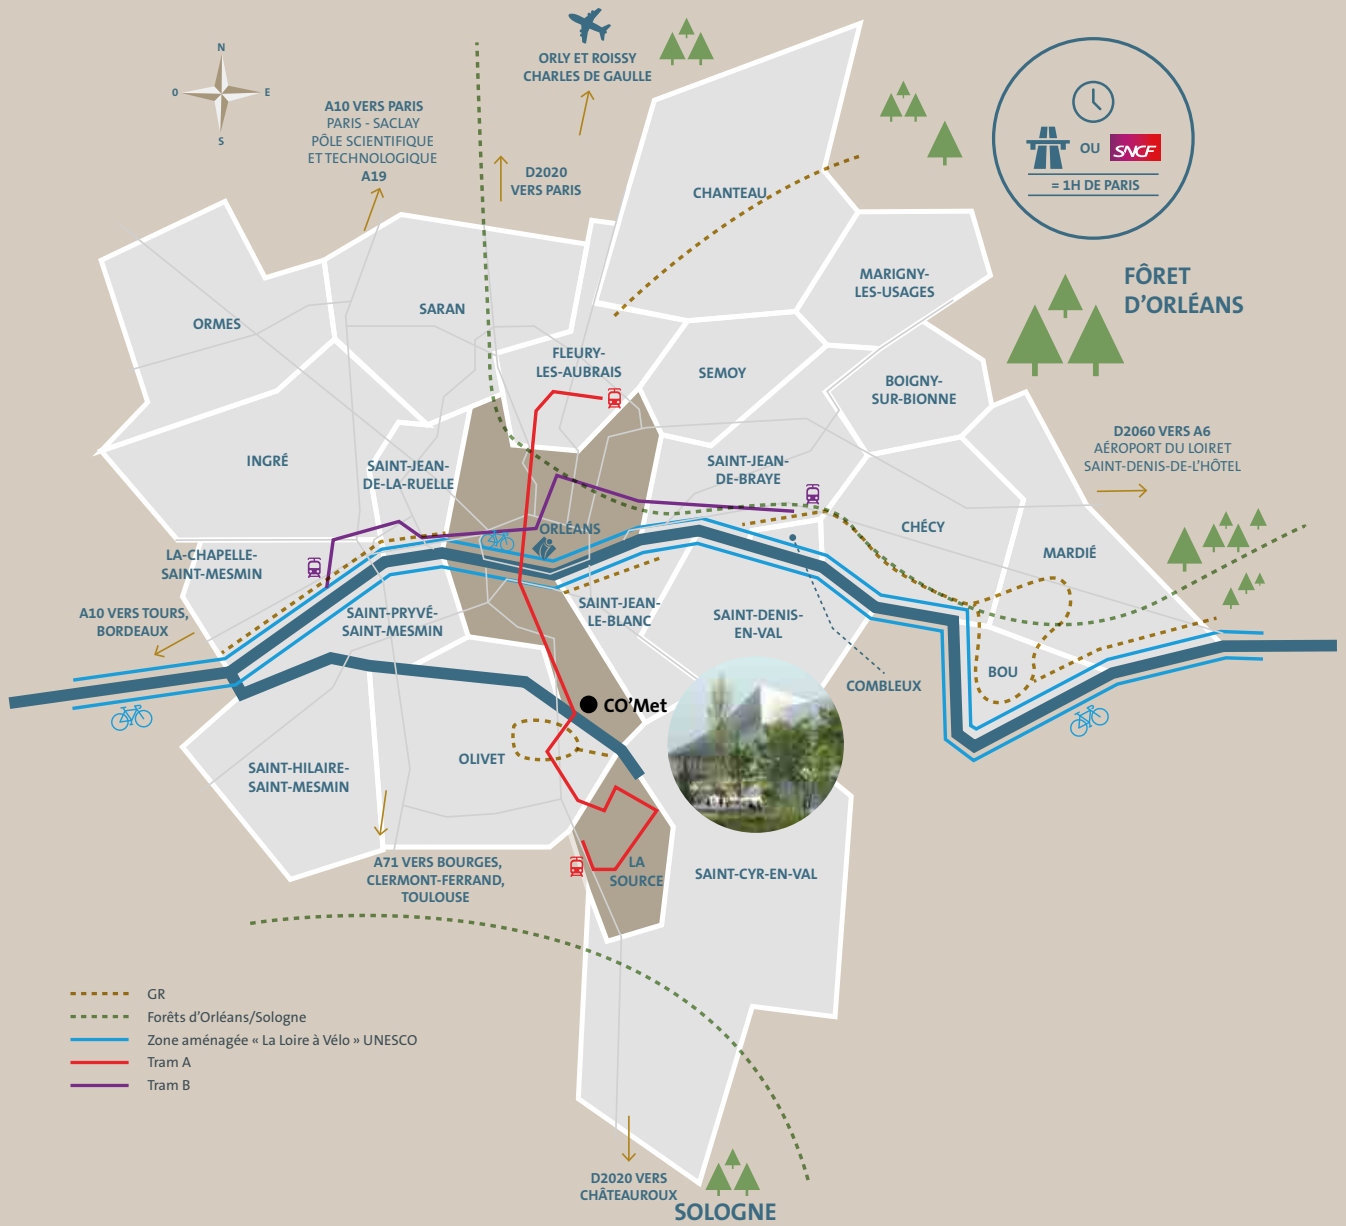 N
O
E
S
ORLY ET ROISSY
CHARLES DE GAULLE
A10 VERS PARIS
PARIS - SACLAY
PÔLE SCIENTIFIQUE
ET TECHNOLOGIQUE
A19
D2020
VERS PARIS
OU
SNCF
= 1H DE PARIS
CHANTEAU
MARIGNY-
LES-USAGES
FÔRET
D’ORLÉANS
ORMES
SARAN
FLEURY-
LES-AUBRAIS
SEMOY
BOIGNY-
SUR-BIONNE
D2060 VERS A6
AÉROPORT DU LOIRET
SAINT-DENIS-DE-L’HÔTEL
INGRÉ
SAINT-JEAN-
DE-LA-RUELLE
SAINT-JEAN-
DE-BRAYE
ORLÉANS
CHÉCY
MARDIÉ
LA-CHAPELLE-
SAINT-MESMIN
A10 VERS TOURS,
BORDEAUX
SAINT-PRYVÉ-
SAINT-MESMIN
SAINT-JEAN-
LE-BLANC
SAINT-DENIS-
EN-VAL
COMBLEUX
BOU
CO’Met
OLIVET
SAINT-HILAIRE-
SAINT-MESMIN
A71 VERS BOURGES,
CLERMONT-FERRAND,
TOULOUSE
LA
SOURCE
SAINT-CYR-EN-VAL
GR
Forêts d’Orléans/Sologne
Zone aménagée « La Loire à Vélo » UNESCO
Tram A
Tram B
D2020 VERS
CHÂTEAUROUX
SOLOGNE